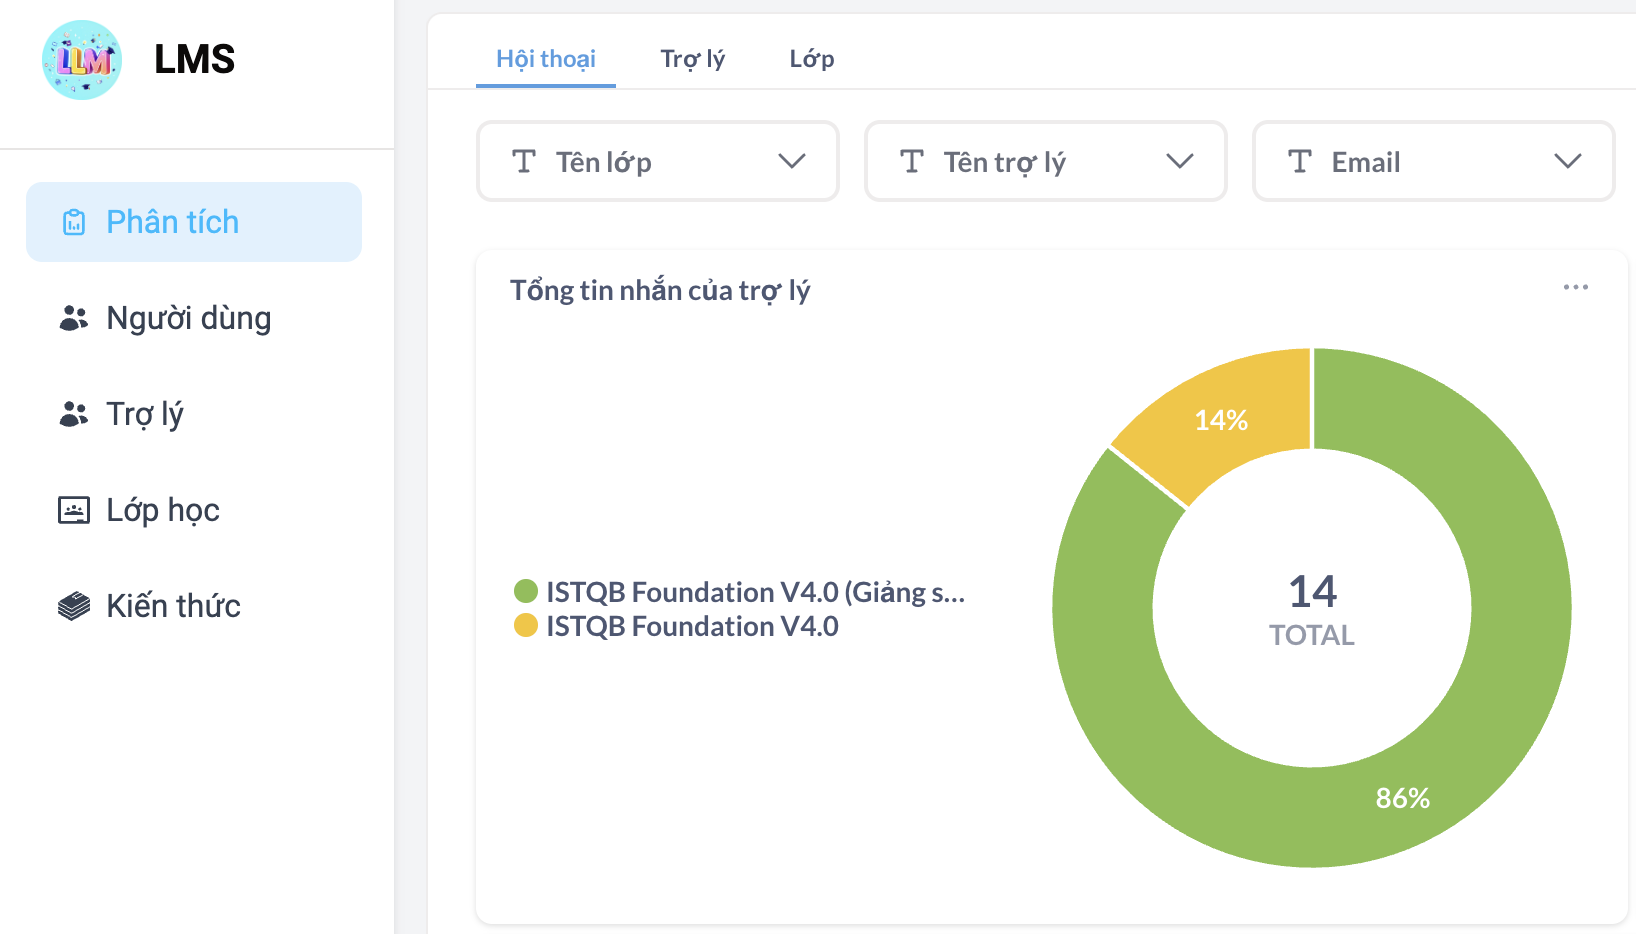 LLM
LMS
Phân tích
Người dùng
Trợ lý
Lớp học
Kiến thức
Hội thoại
Trợ lý
Lớp
Tên lớp
Tên trợ lý
Email
Tổng tin nhắn của trợ lý
14%
ISTQB Foundation V4.0 (Giảng s...
ISTQB Foundation V4.0
14
TOTAL
86%